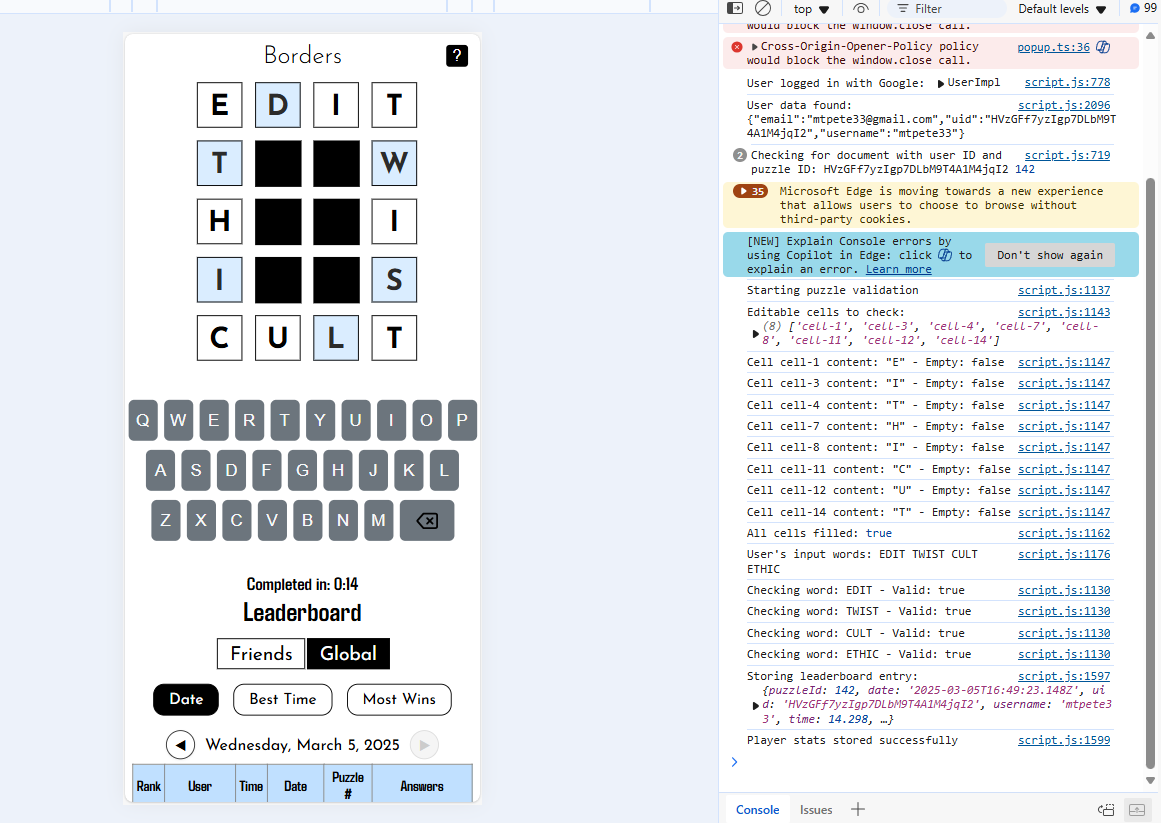 Borders
?
E D I T
T W
H I
I S
C U L T
Q W E R T Y U I O P
A S D F G H J K L
Z X C V B N M
Completed in: 0:14
Leaderboard
Friends Global
Date Best Time Most Wins
Wednesday, March 5, 2025
Rank User Time Date Puzzle # Answers
top Filter Default levels 99
would block the window.close call.
Cross-Origin-Opener-Policy policy popup.ts:36
would block the window.close call.
User logged in with Google: UserImpl script.js:778
User data found: script.js:2096
{"email":"mtpete33@gmail.com","uid":"HVzGFf7yzIgp7DLbM9T
4A1M4jqI2","username":"mtpete33"}
2 Checking for document with user ID and script.js:719
puzzle ID: HVzGFf7yzIgp7DLbM9T4A1M4jqI2 142
35 Microsoft Edge is moving towards a new experience
that allows users to choose to browse without
third-party cookies.
[NEW] Explain Console errors by
using Copilot in Edge: click to
explain an error. Learn more
Don't show again
Starting puzzle validation script.js:1137
Editable cells to check: script.js:1143
(8) ['cell-1', 'cell-3', 'cell-4', 'cell-7', 'cell-
8', 'cell-11', 'cell-12', 'cell-14']
Cell cell-1 content: "E" - Empty: false script.js:1147
Cell cell-3 content: "I" - Empty: false script.js:1147
Cell cell-4 content: "T" - Empty: false script.js:1147
Cell cell-7 content: "H" - Empty: false script.js:1147
Cell cell-8 content: "I" - Empty: false script.js:1147
Cell cell-11 content: "C" - Empty: false script.js:1147
Cell cell-12 content: "U" - Empty: false script.js:1147
Cell cell-14 content: "T" - Empty: false script.js:1147
All cells filled: true script.js:1162
User's input words: EDIT TWIST CULT script.js:1176
ETHIC
Checking word: EDIT - Valid: true script.js:1130
Checking word: TWIST - Valid: true script.js:1130
Checking word: CULT - Valid: true script.js:1130
Checking word: ETHIC - Valid: true script.js:1130
Storing leaderboard entry: script.js:1597
{puzzleId: 142, date: '2025-03-05T16:49:23.148Z', ui
d: 'HVzGFf7yzIgp7DLbM9T4A1M4jqI2', username: 'mtpete3
3', time: 14.298, …}
Player stats stored successfully script.js:1599
Console Issues